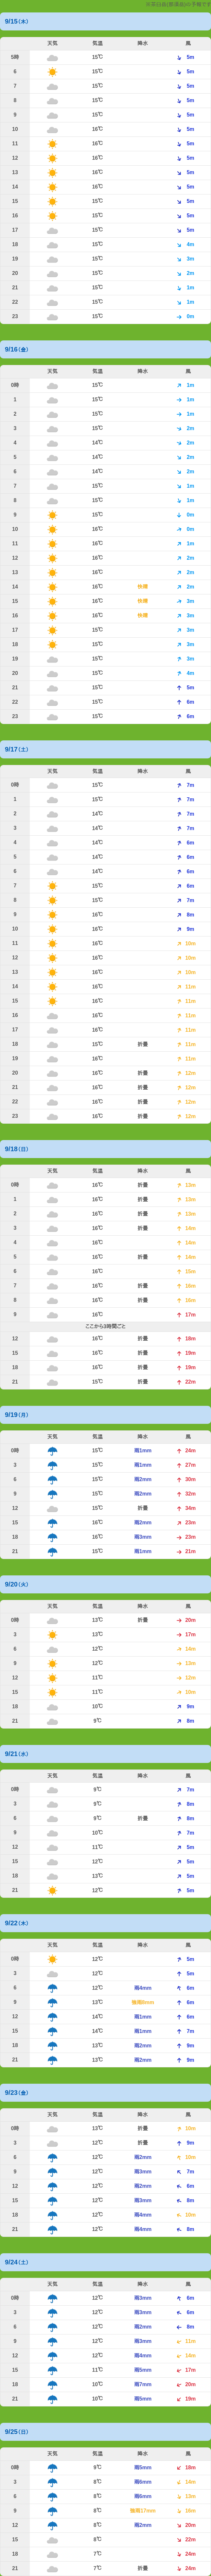 9/15(木)
天気 気温 降水 風
5時 15℃ 5m
6 15℃ 5m
7 15℃ 5m
8 15℃ 5m
9 15℃ 5m
10 16℃ 5m
11 16℃ 5m
12 16℃ 5m
13 16℃ 5m
14 16℃ 5m
15 16℃ 5m
16 16℃ 5m
17 15℃ 5m
18 15℃ 4m
19 15℃ 3m
20 15℃ 2m
21 15℃ 1m
22 15℃ 1m
23 15℃ 0m
9/16(金)
天気 気温 降水 風
0時 15℃ 1m
1 15℃ 1m
2 15℃ 1m
3 15℃ 2m
4 14℃ 2m
5 14℃ 2m
6 14℃ 2m
7 15℃ 1m
8 15℃ 1m
9 15℃ 0m
10 16℃ 0m
11 16℃ 1m
12 16℃ 2m
13 16℃ 2m
14 16℃ 2m
15 16℃ 3m
16 16℃ 3m
17 15℃ 3m
18 15℃ 3m
19 15℃ 3m
20 15℃ 4m
21 15℃ 5m
22 15℃ 6m
23 15℃ 6m
9/17(土)
天気 気温 降水 風
0時 15℃ 7m
1 15℃ 7m
2 14℃ 7m
3 14℃ 7m
4 14℃ 6m
5 14℃ 6m
6 14℃ 6m
7 15℃ 6m
8 15℃ 7m
9 16℃ 8m
10 16℃ 9m
11 16℃ 10m
12 16℃ 10m
13 16℃ 10m
14 16℃ 11m
15 16℃ 11m
16 16℃ 11m
17 16℃ 11m
18 15℃ 折畳 11m
19 16℃ 11m
20 16℃ 折畳 12m
21 16℃ 折畳 12m
22 16℃ 折畳 12m
23 16℃ 折畳 12m
9/18(日)
天気 気温 降水 風
0時 16℃ 折畳 13m
1 16℃ 折畳 13m
2 16℃ 折畳 13m
3 16℃ 折畳 14m
4 16℃ 14m
5 16℃ 折畳 14m
6 16℃ 15m
7 16℃ 折畳 16m
8 16℃ 折畳 16m
9 16℃ 17m
ここから3時間ごと
12 16℃ 折畳 18m
15 16℃ 折畳 19m
18 16℃ 折畳 19m
21 15℃ 折畳 22m
9/19(月)
天気 気温 降水 風
0時 15℃ 雨1mm 24m
3 15℃ 雨1mm 27m
6 15℃ 雨2mm 30m
9 15℃ 雨2mm 32m
12 15℃ 折畳 34m
15 16℃ 雨2mm 23m
18 16℃ 雨3mm 23m
21 15℃ 雨1mm 21m
9/20(火)
天気 気温 降水 風
0時 13℃ 折畳 20m
3 13℃ 17m
6 12℃ 14m
9 12℃ 13m
12 11℃ 12m
15 11℃ 10m
18 10℃ 9m
21 9℃ 8m
9/21(水)
天気 気温 降水 風
0時 9℃ 7m
3 9℃ 8m
6 9℃ 折畳 8m
9 10℃ 7m
12 11℃ 5m
15 12℃ 5m
18 13℃ 5m
21 12℃ 5m
9/22(木)
天気 気温 降水 風
0時 12℃ 5m
3 12℃ 5m
6 12℃ 雨4mm 6m
9 13℃ 6m
12 14℃ 雨1mm 6m
15 14℃ 雨1mm 7m
18 13℃ 雨2mm 9m
21 13℃ 雨2mm 9m
9/23(金)
天気 気温 降水 風
0時 13℃ 折畳 10m
3 12℃ 折畳 9m
6 12℃ 雨2mm 10m
9 12℃ 雨3mm 7m
12 12℃ 雨2mm 6m
15 12℃ 雨3mm 8m
18 12℃ 雨4mm 10m
21 12℃ 雨4mm 8m
9/24(土)
天気 気温 降水 風
0時 12℃ 雨3mm 6m
3 12℃ 雨3mm 6m
6 12℃ 雨2mm 8m
9 12℃ 雨3mm 11m
12 12℃ 雨4mm 14m
15 11℃ 雨5mm 17m
18 10℃ 雨7mm 20m
21 10℃ 雨5mm 19m
9/25(日)
天気 気温 降水 風
0時 9℃ 雨5mm 18m
3 8℃ 雨6mm 14m
6 8℃ 雨6mm 13m
9 8℃ 16m
12 8℃ 雨2mm 20m
15 8℃ 22m
18 7℃ 24m
21 7℃ 折畳 24m